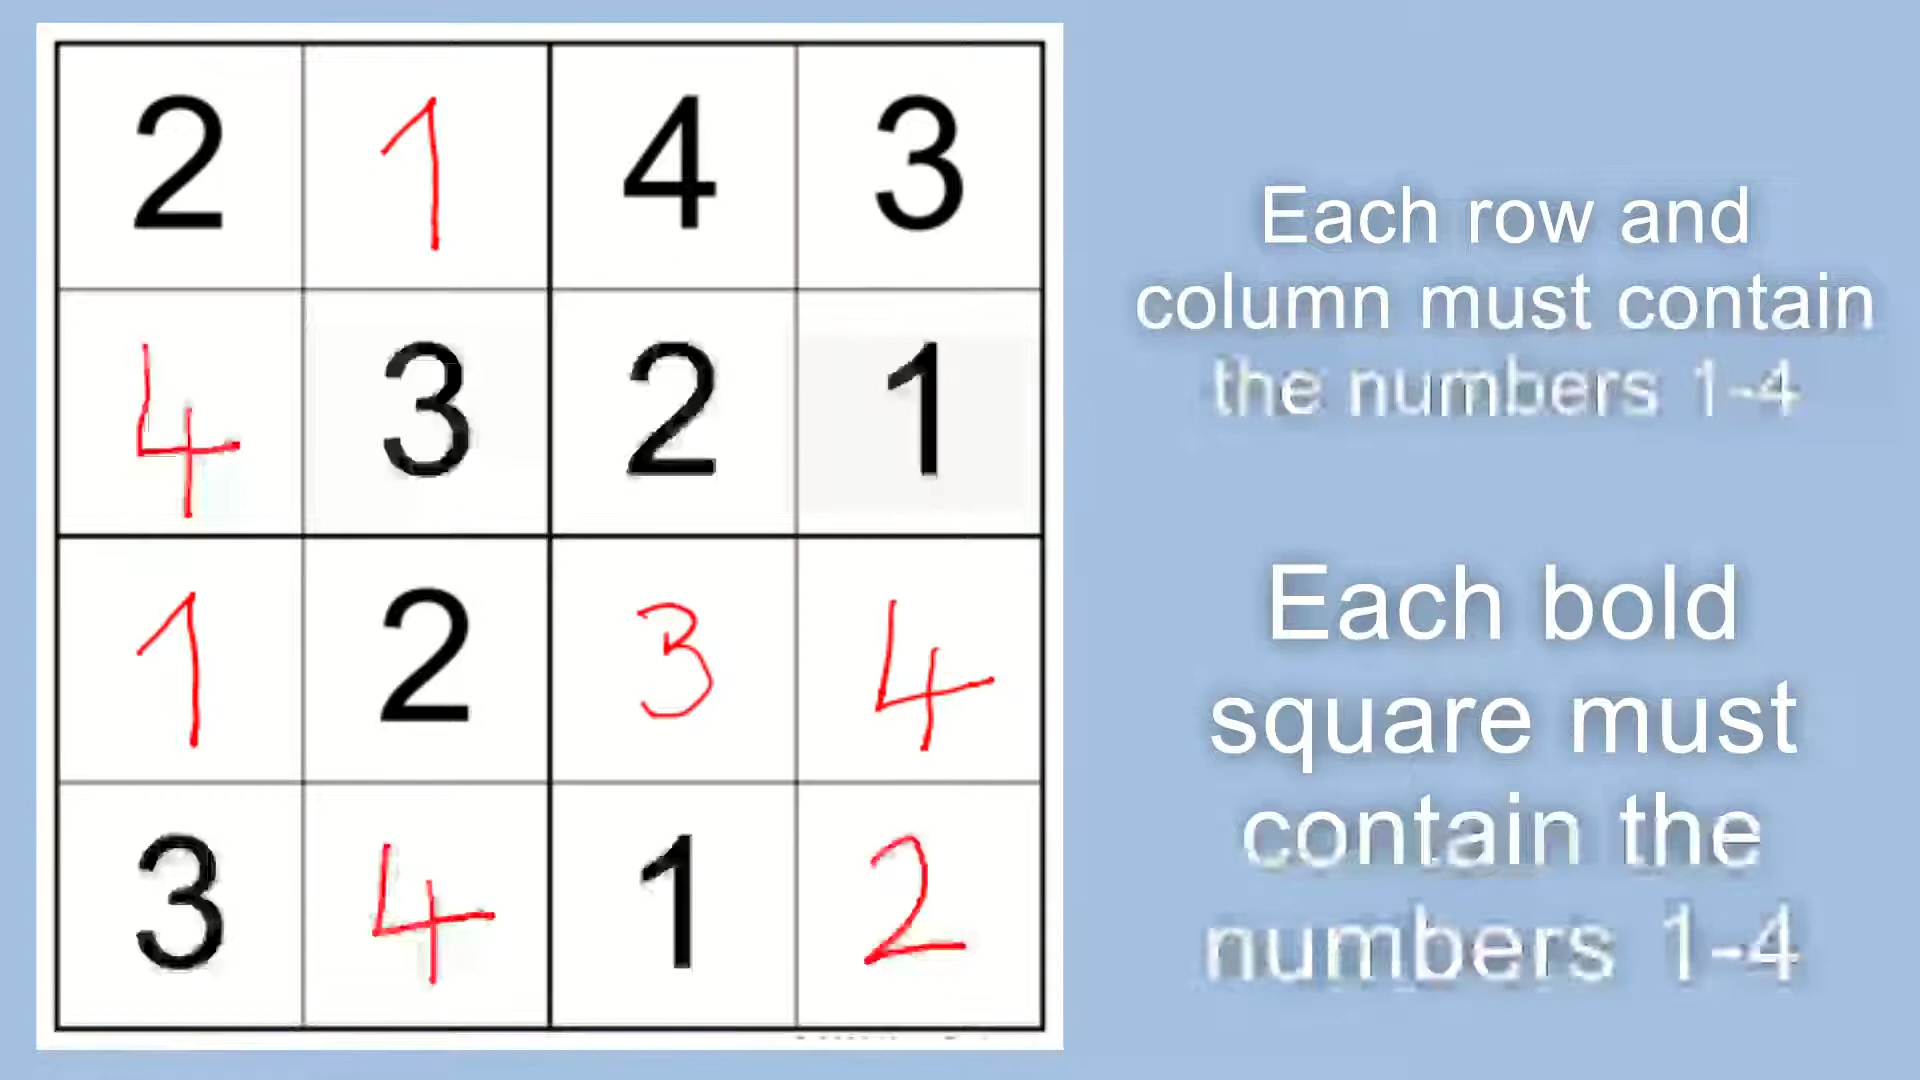 2 1 4 3
4 3 2 1
1 2 3 4
3 4 1 2
Each row and
column must contain
the numbers 1-4
Each bold
square must
contain the
numbers 1-4